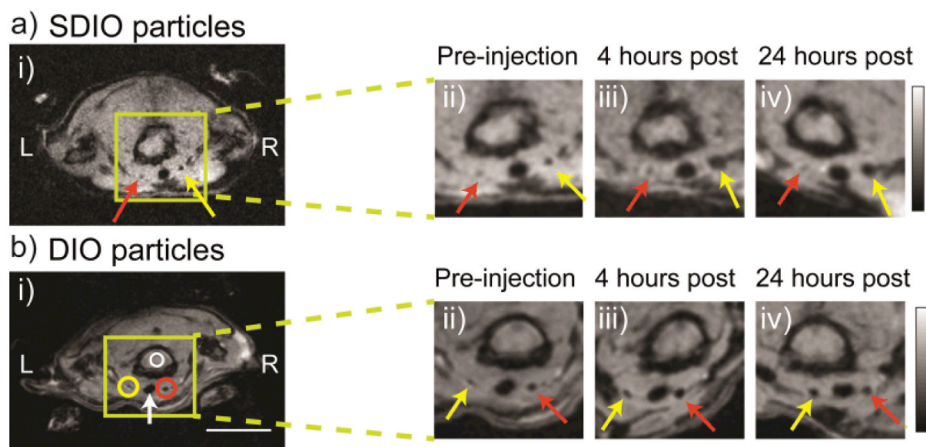 a) SDIO particles
i)
L
R
Pre-injection
4 hours post
24 hours post
ii)
iii)
iv)
b) DIO particles
i)
L
R
Pre-injection
4 hours post
24 hours post
ii)
iii)
iv)